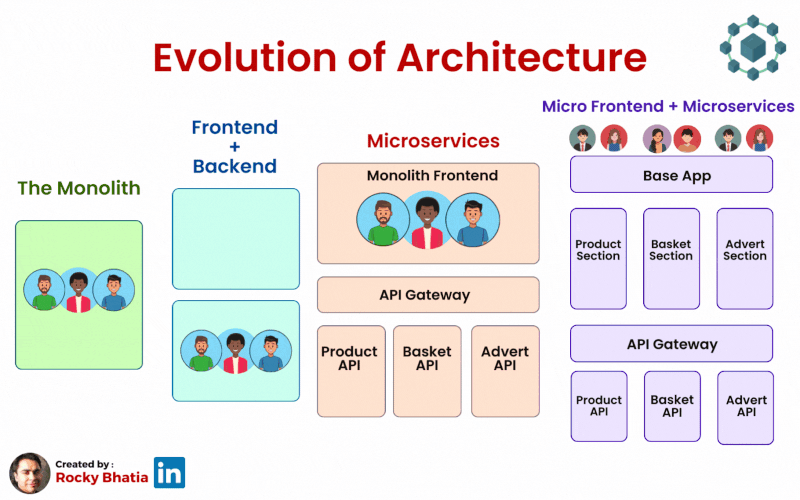 Evolution of Architecture
The Monolith
Frontend
+
Backend
Microservices
Monolith Frontend
API Gateway
Product
API
Basket
API
Advert
API
Micro Frontend + Microservices
Base App
Product
Section
Basket
Section
Advert
Section
API Gateway
Product
API
Basket
API
Advert
API
Created by :
Rocky Bhatia
in